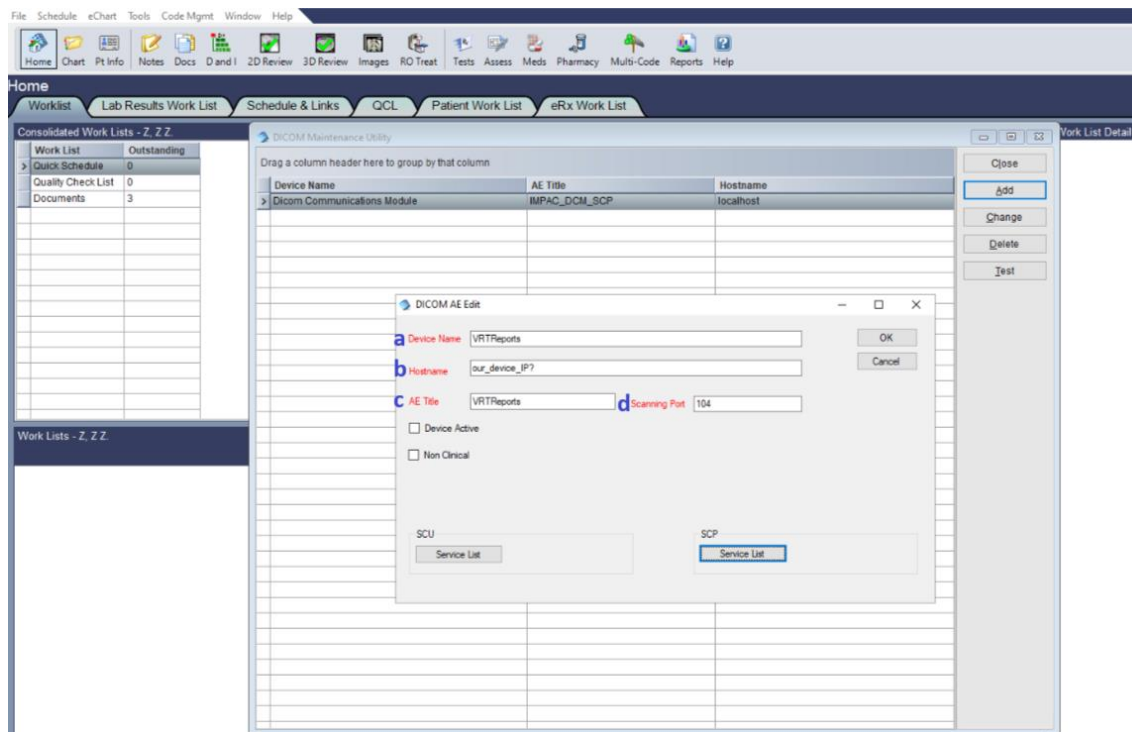 File Schedule eChart Tools Code Mgmt Window Help
Home Chart Pt Info Notes Docs D and I 2D Review 3D Review Images RO Treat Tests Assess Meds Pharmacy Multi-Code Reports Help
Home
Worklist Lab Results Work List Schedule & Links QCL Patient Work List eRx Work List
Consolidated Work Lists - Z, Z Z.
Work List Outstanding
> Quick Schedule 0
Quality Check List 0
Documents 3
Work Lists - Z, Z Z.
DICOM Maintenance Utility
Drag a column header here to group by that column
Device Name AE Title Hostname
> Dicom Communications Module IMPAC_DCM_SCP localhost
Close
Add
Change
Delete
Test
Work List Detail
DICOM AE Edit
a Device Name VRTReports
OK
b Hostname our_device_IP?
Cancel
c AE Title VRTReports d Scanning Port 104
Device Active
Non Clinical
SCU SCP
Service List Service List